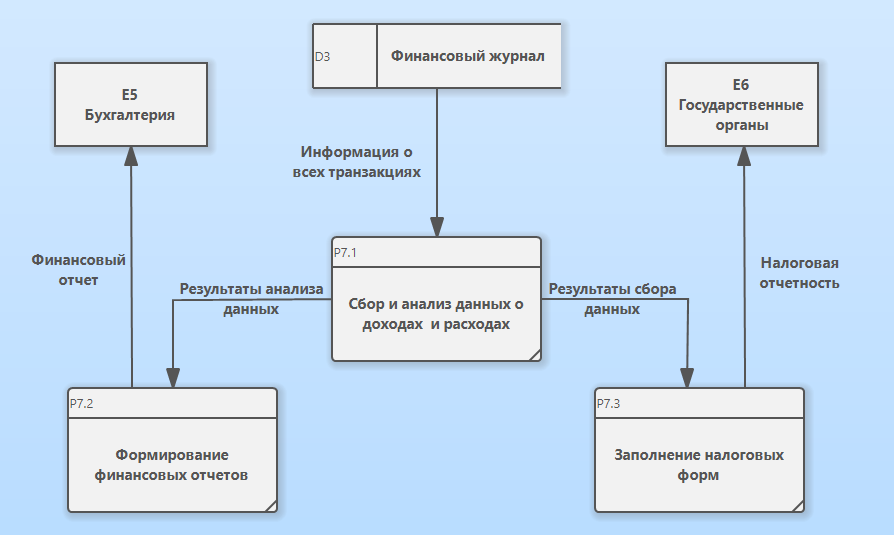 D3
Финансовый журнал
E5
Бухгалтерия
E6
Государственные
органы
Информация о
всех транзакциях
P7.1
Сбор и анализ данных о
доходах и расходах
Финансовый
отчет
Результаты анализа
данных
Результаты сбора
данных
Налоговая
отчетность
P7.2
Формирование
финансовых отчетов
P7.3
Заполнение налоговых
форм